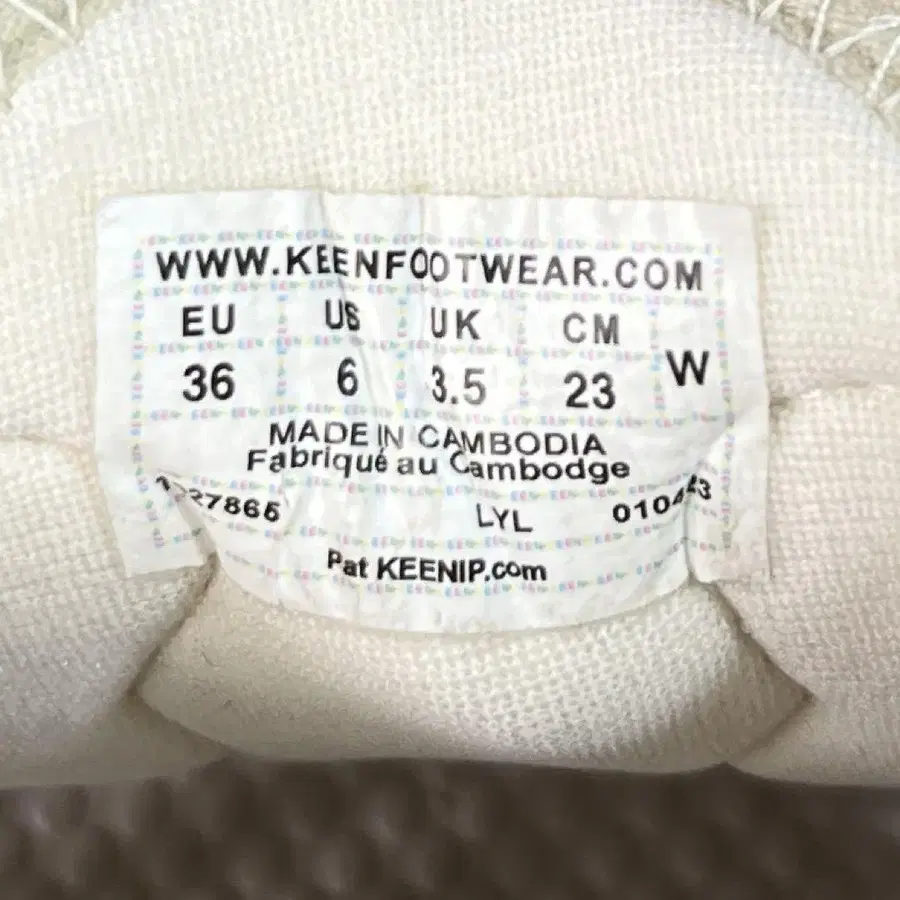 WWW.KEENFOOTWEAR.COM
EU US UK CM
36 6 3.5 23 W
MADE IN CAMBODIA
Fabriqué au Cambodge
LYL
Pat KEENIP.com